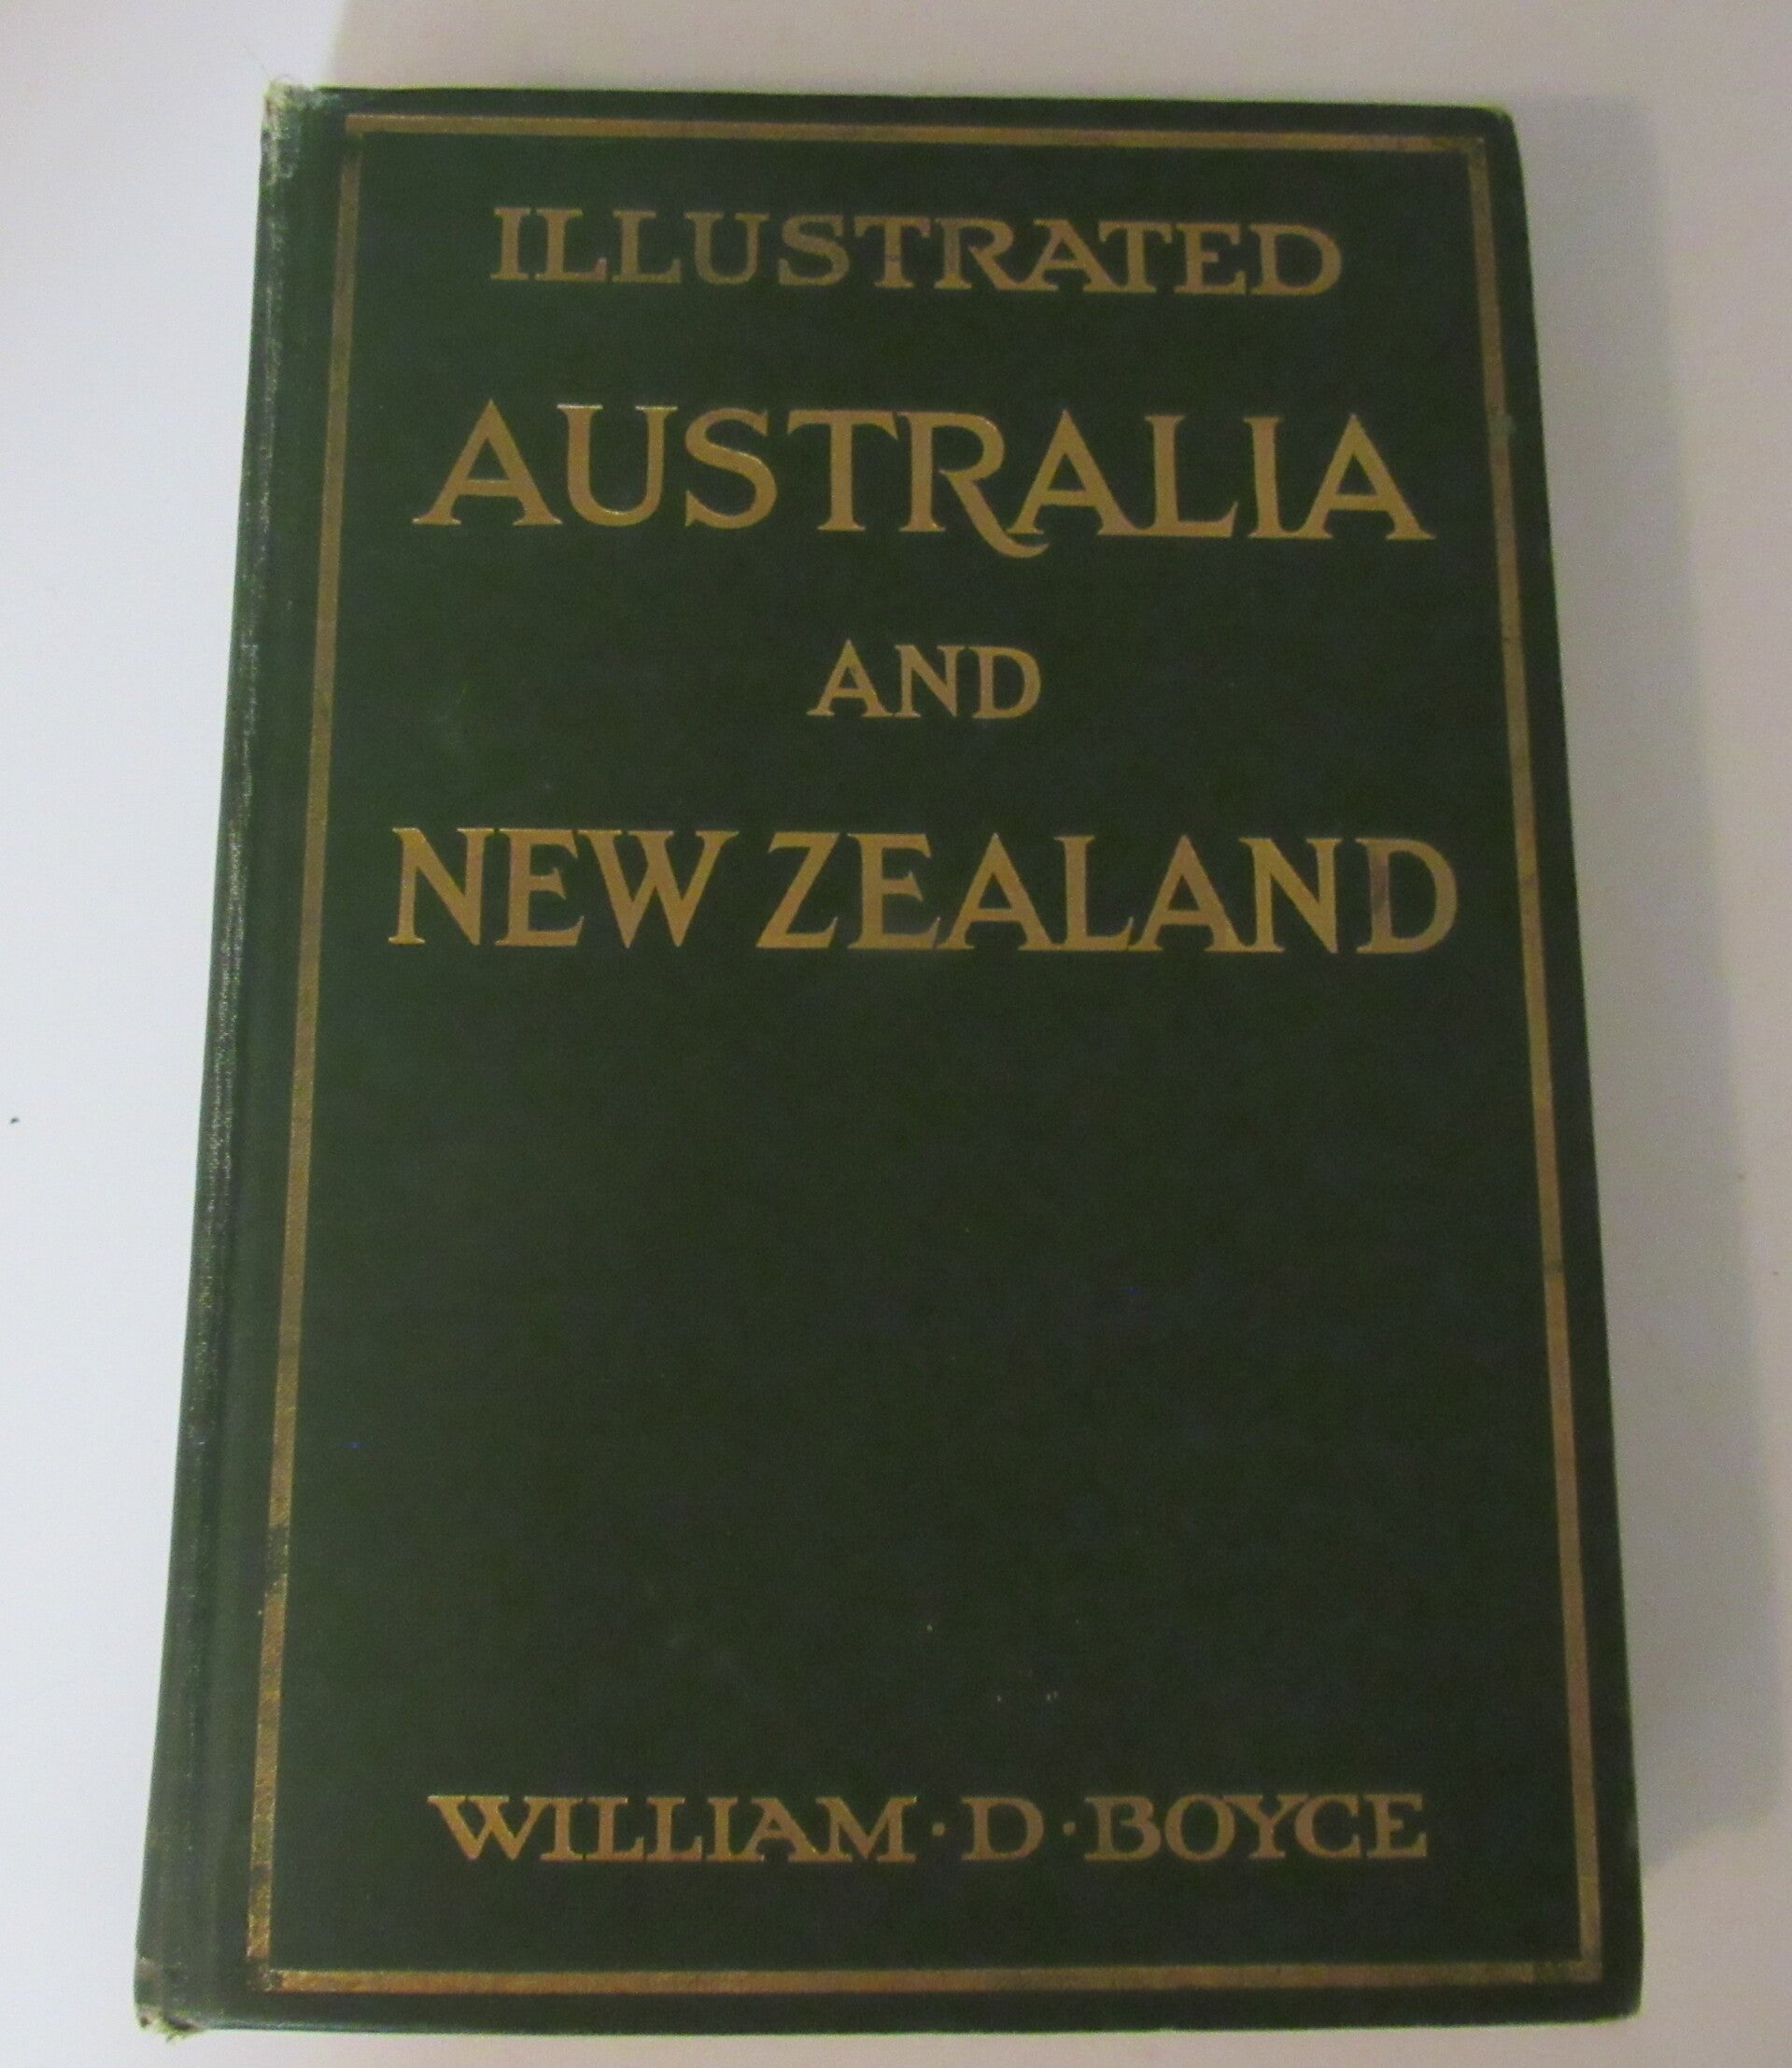 ILLUSTRATED
AUSTRALIA
AND
NEW ZEALAND
WILLIAM · D · BOYCE